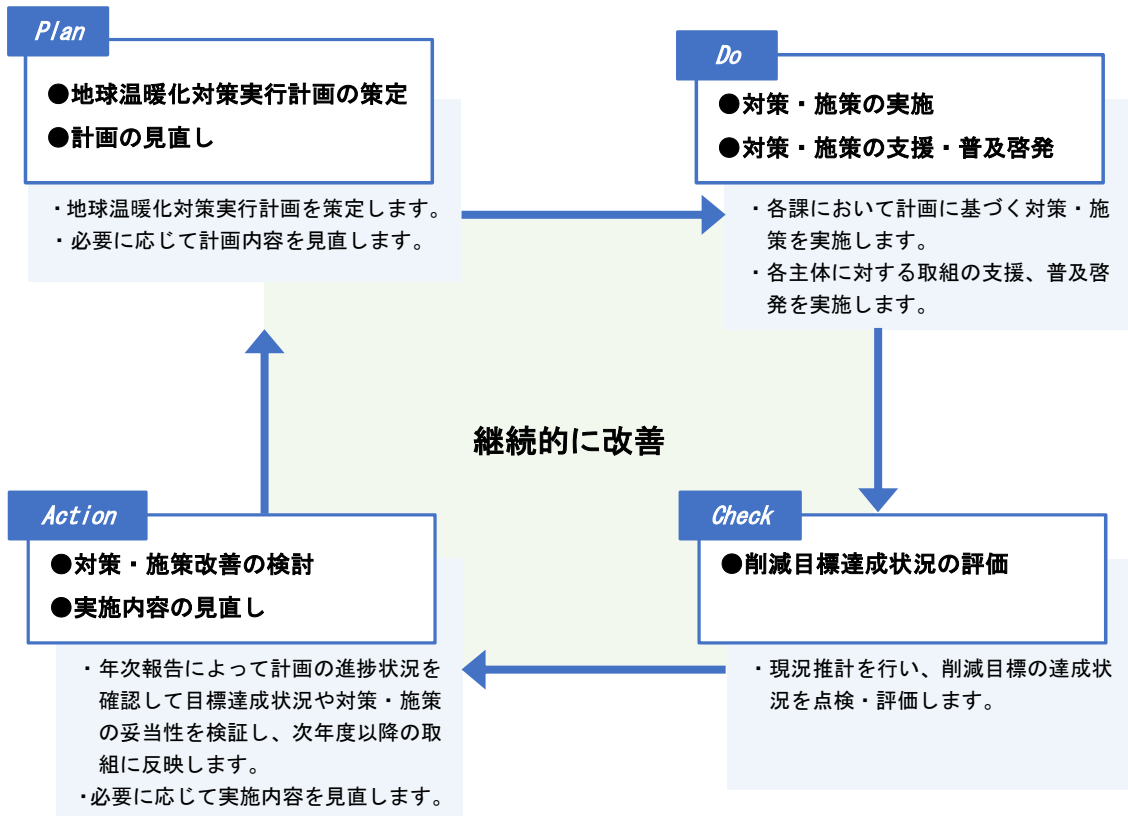 Plan
●地球温暖化対策実行計画の策定
●計画の見直し
・地球温暖化対策実行計画を策定します。
・必要に応じて計画内容を見直します。
Do
●対策・施策の実施
●対策・施策の支援・普及啓発
・各課において計画に基づく対策・施
策を実施します。
・各主体に対する取組の支援、普及啓
発を実施します。
継続的に改善
Action
●対策・施策改善の検討
●実施内容の見直し
・年次報告によって計画の進捗状況を
確認して目標達成状況や対策・施策
の妥当性を検証し、次年度以降の取
組に反映します。
・必要に応じて実施内容を見直します。
Check
●削減目標達成状況の評価
・現況推計を行い、削減目標の達成状
況を点検・評価します。